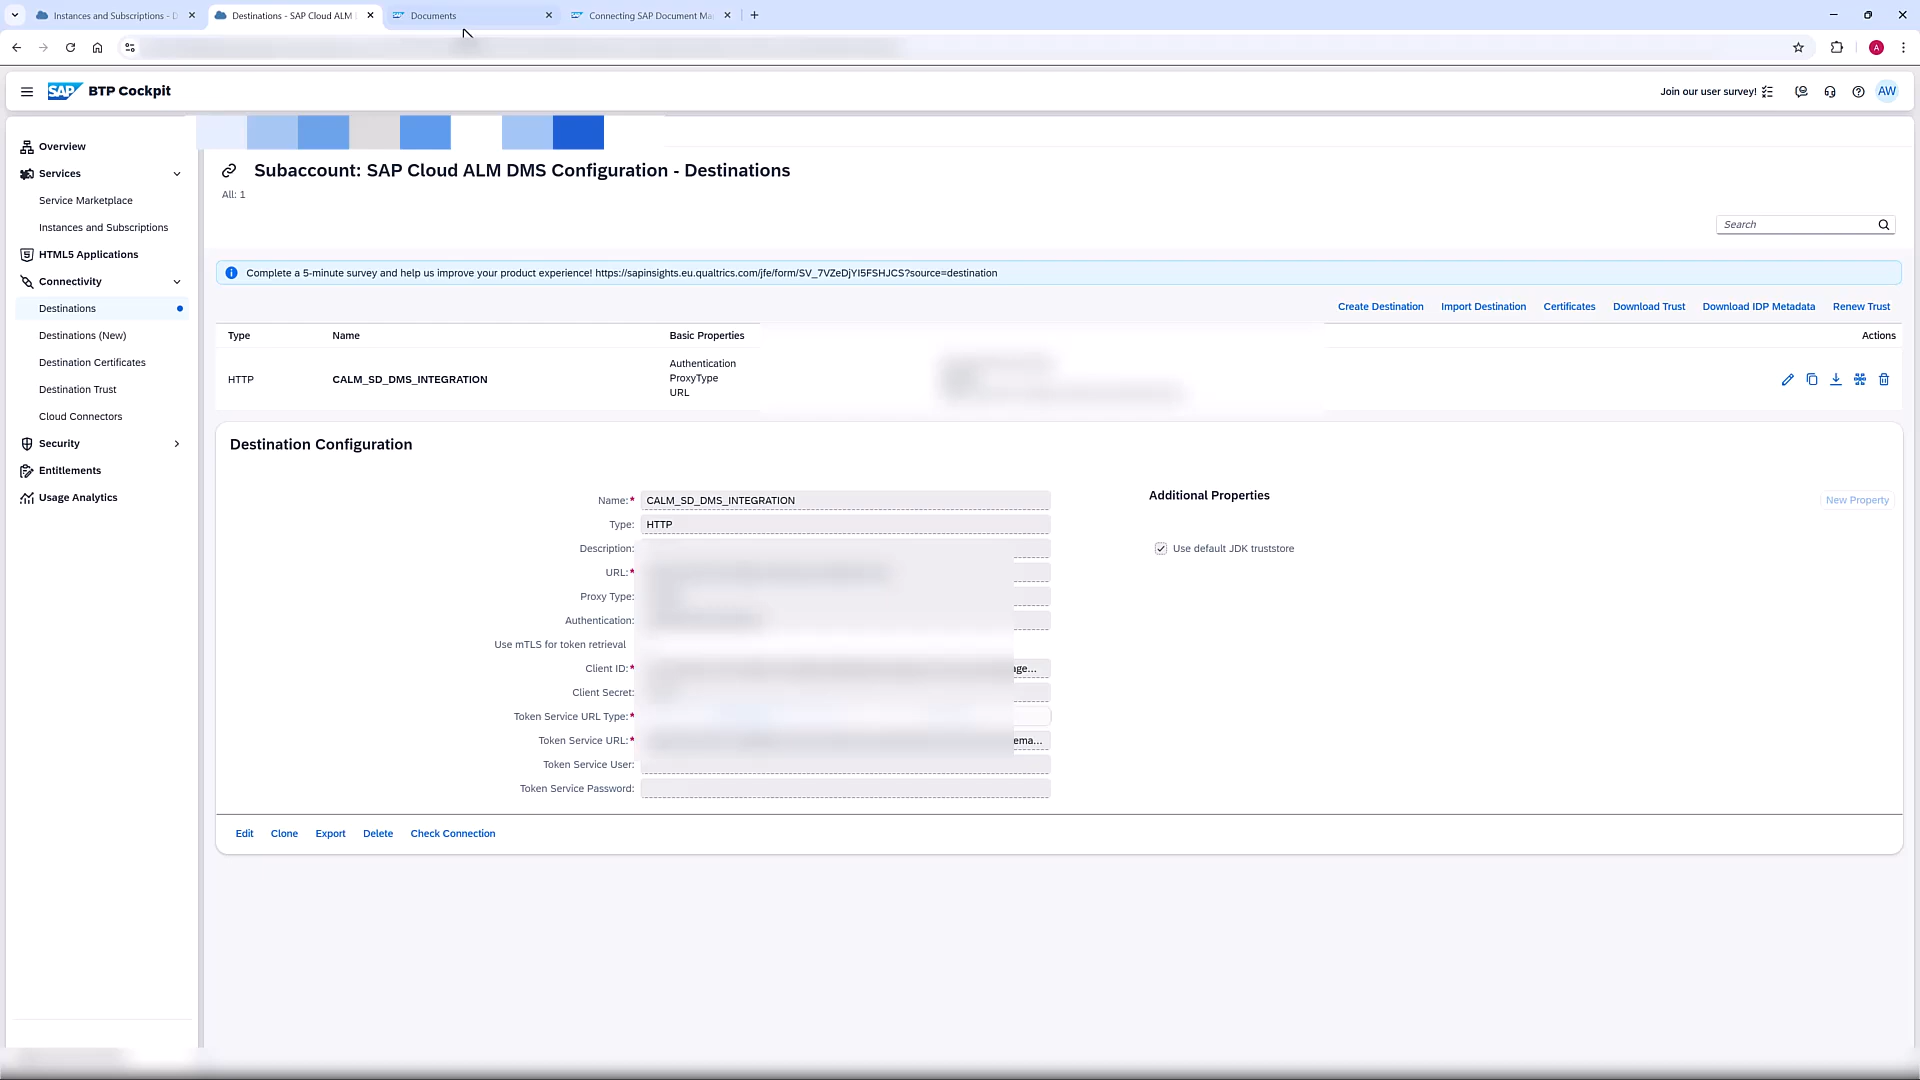 Instances and Subscriptions - D
Destinations - SAP Cloud ALM
Documents
Connecting SAP Document Ma
A
SAP BTP Cockpit
Join our user survey!
AW
Overview
Services
Service Marketplace
Instances and Subscriptions
HTML5 Applications
Connectivity
Destinations
Destinations (New)
Destination Certificates
Destination Trust
Cloud Connectors
Security
Entitlements
Usage Analytics
Subaccount: SAP Cloud ALM DMS Configuration - Destinations
All: 1
Search
Complete a 5-minute survey and help us improve your product experience! https://sapinsights.eu.qualtrics.com/jfe/form/SV_7VZeDjYI5FSHJCS?source=destination
Create Destination Import Destination Certificates Download Trust Download IDP Metadata Renew Trust
Type Name Basic Properties Actions
HTTP CALM_SD_DMS_INTEGRATION
Authentication
ProxyType
URL
Destination Configuration
Name:* CALM_SD_DMS_INTEGRATION
Type: HTTP
Description:
URL:*
Proxy Type:
Authentication:
Use mTLS for token retrieval
Client ID:* age...
Client Secret:
Token Service URL Type:*
Token Service URL:* ema...
Token Service User:
Token Service Password:
Additional Properties
New Property
Use default JDK truststore
Edit Clone Export Delete Check Connection